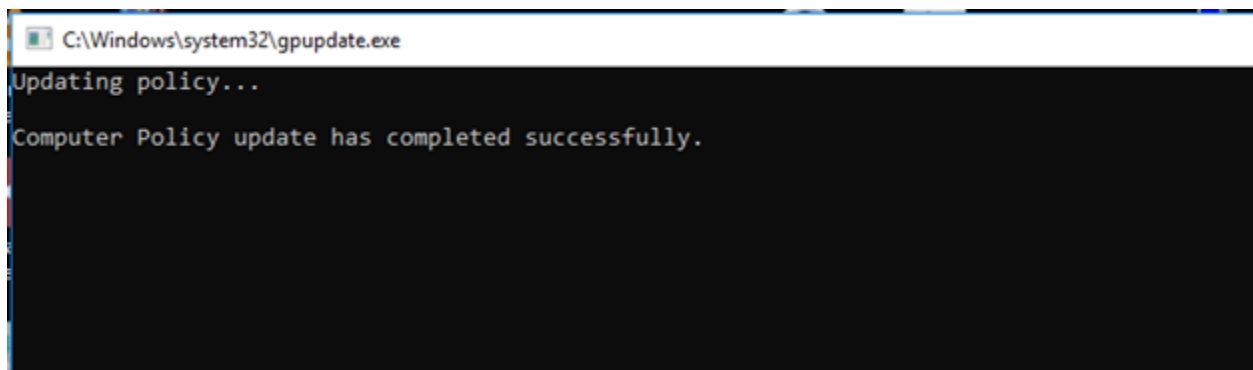 C:\Windows\system32\gpupdate.exe
Updating policy...
Computer Policy update has completed successfully.